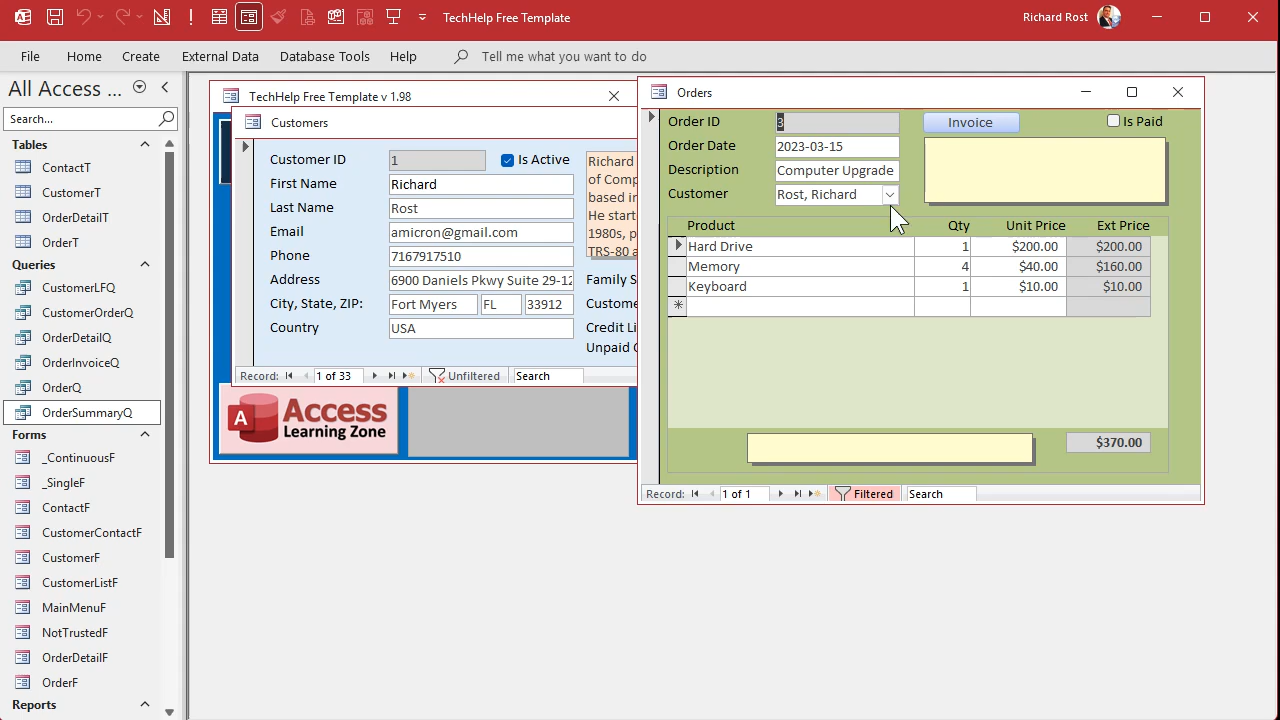 TechHelp Free Template
Richard Rost
File
Home
Create
External Data
Database Tools
Help
Tell me what you want to do
All Access ...
Search...
Tables
ContactT
CustomerT
OrderDetailT
OrderT
Queries
CustomerLFQ
CustomerOrderQ
OrderDetailQ
OrderInvoiceQ
OrderQ
OrderSummaryQ
Forms
_ContinuousF
_SingleF
ContactF
CustomerContactF
CustomerF
CustomerListF
MainMenuF
NotTrustedF
OrderDetailF
OrderF
Reports
TechHelp Free Template v 1.98
Customers
Customer ID 1 Is Active
First Name Richard
Last Name Rost
Email amicron@gmail.com
Phone 7167917510
Address 6900 Daniels Pkwy Suite 29-12
City, State, ZIP: Fort Myers FL 33912
Country USA
Richard
of Comp
based in
He start
1980s, p
TRS-80 a
Family S
Custome
Credit Li
Unpaid O
Record: 1 of 33 Unfiltered Search
A
Access
Learning Zone
Orders
Order ID 3 Invoice Is Paid
Order Date 2023-03-15
Description Computer Upgrade
Customer Rost, Richard
Product Qty Unit Price Ext Price
Hard Drive 1 $200.00 $200.00
Memory 4 $40.00 $160.00
Keyboard 1 $10.00 $10.00
$370.00
Record: 1 of 1 Filtered Search